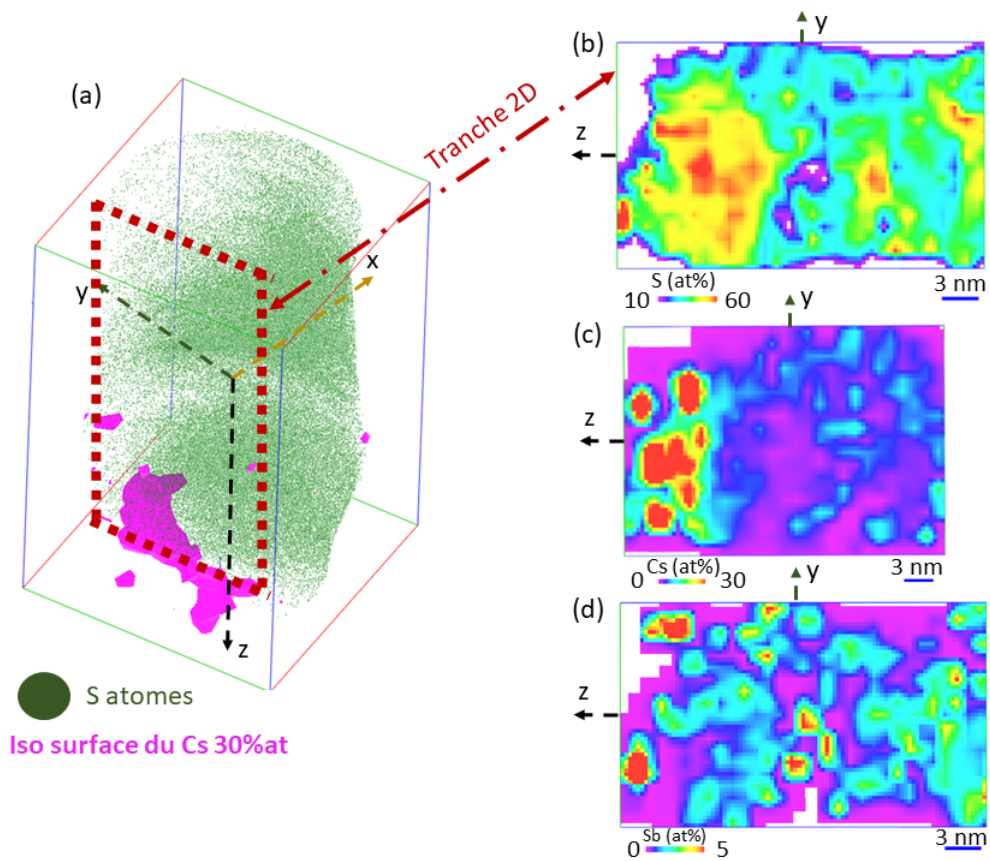 (a)
Tranche 2D
x
y
z
S atomes
Iso surface du Cs 30%at
(b)
y
z
S (at%)
10 60
3 nm
(c)
y
z
Cs (at%)
0 30
3 nm
(d)
y
z
Sb (at%)
0 5
3 nm